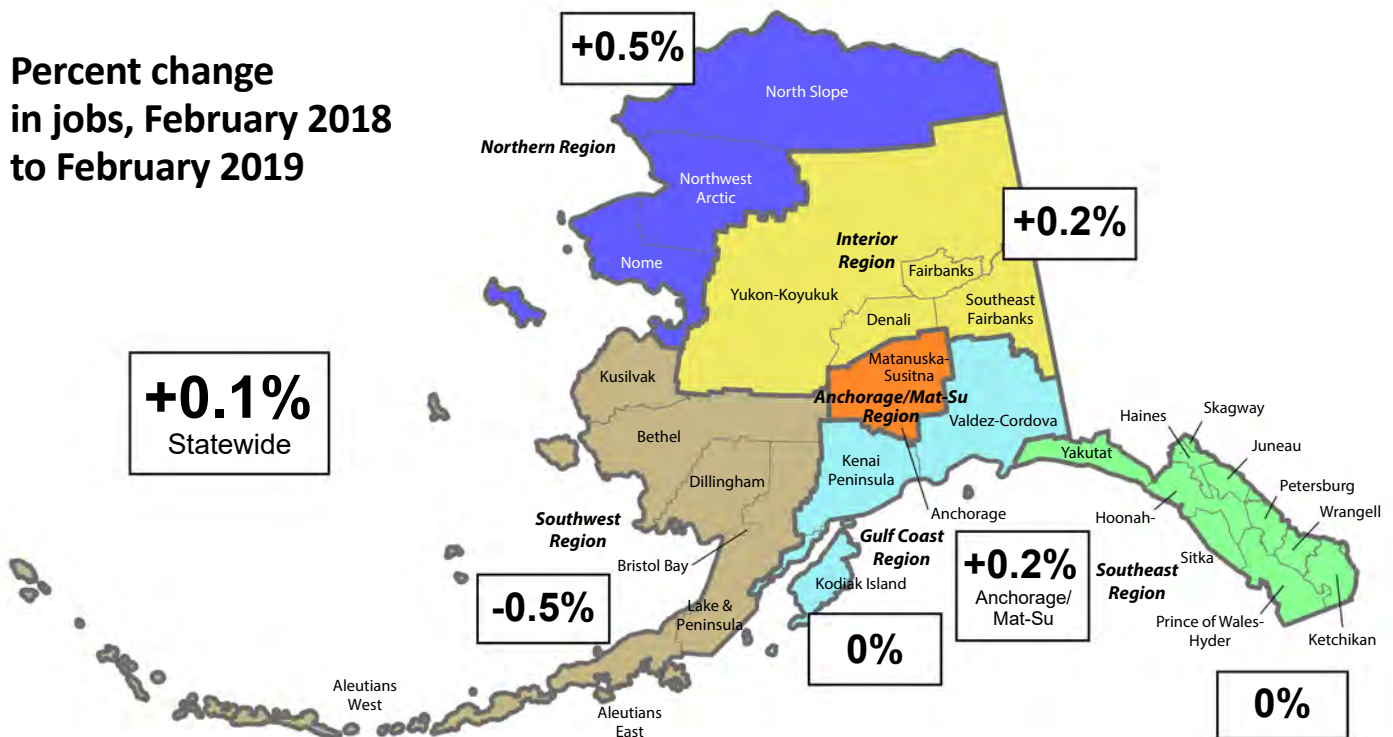 Percent change
in jobs, February 2018
to February 2019
+0.5%
North Slope
Northern Region
Northwest
Arctic
+0.2%
Interior
Region
Nome
Fairbanks
Yukon-Koyukuk
Southeast
Fairbanks
Denali
+0.1%
Statewide
Kusilvak
Matanuska-
Susitna
Anchorage/Mat-Su
Region
Bethel
Valdez-Cordova
Haines
Skagway
Yakutat
Juneau
Kenai
Peninsula
Dillingham
Petersburg
Wrangell
Anchorage
Hoonah-
Southwest
Region
Gulf Coast
Region
Bristol Bay
Sitka
+0.2%
Anchorage/
Mat-Su
Southeast
Region
Kodiak Island
-0.5%
Lake &
Peninsula
Prince of Wales-
Hyder
Ketchikan
0%
Aleutians
West
Aleutians
East
0%